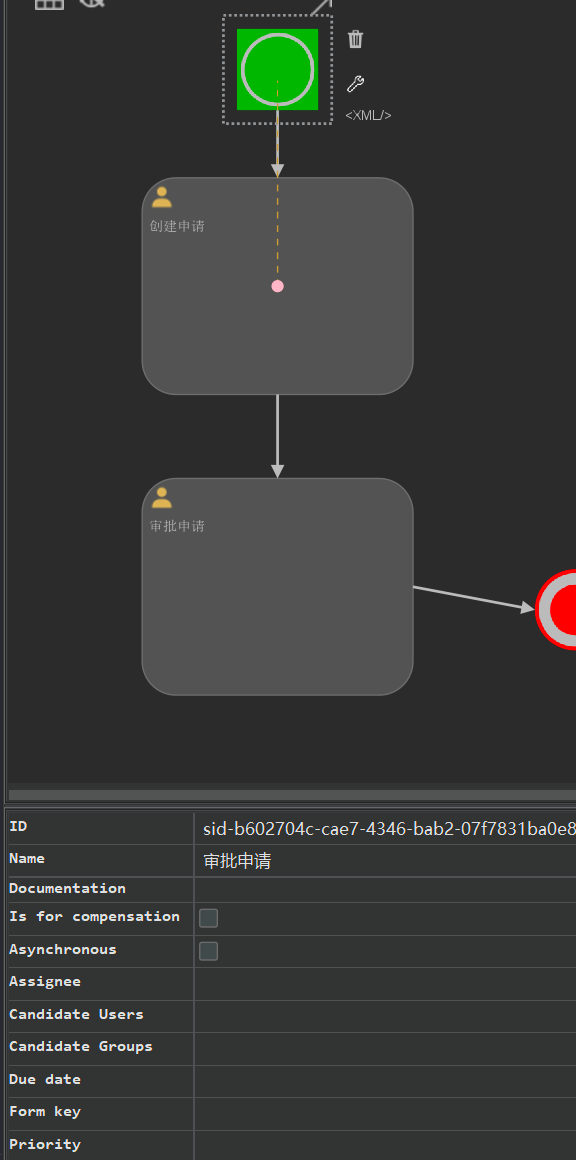 <XML/>
创建申请
审批申请
ID sid-b602704c-cae7-4346-bab2-07f7831ba0e8
Name 审批申请
Documentation
Is for compensation
Asynchronous
Assignee
Candidate Users
Candidate Groups
Due date
Form key
Priority